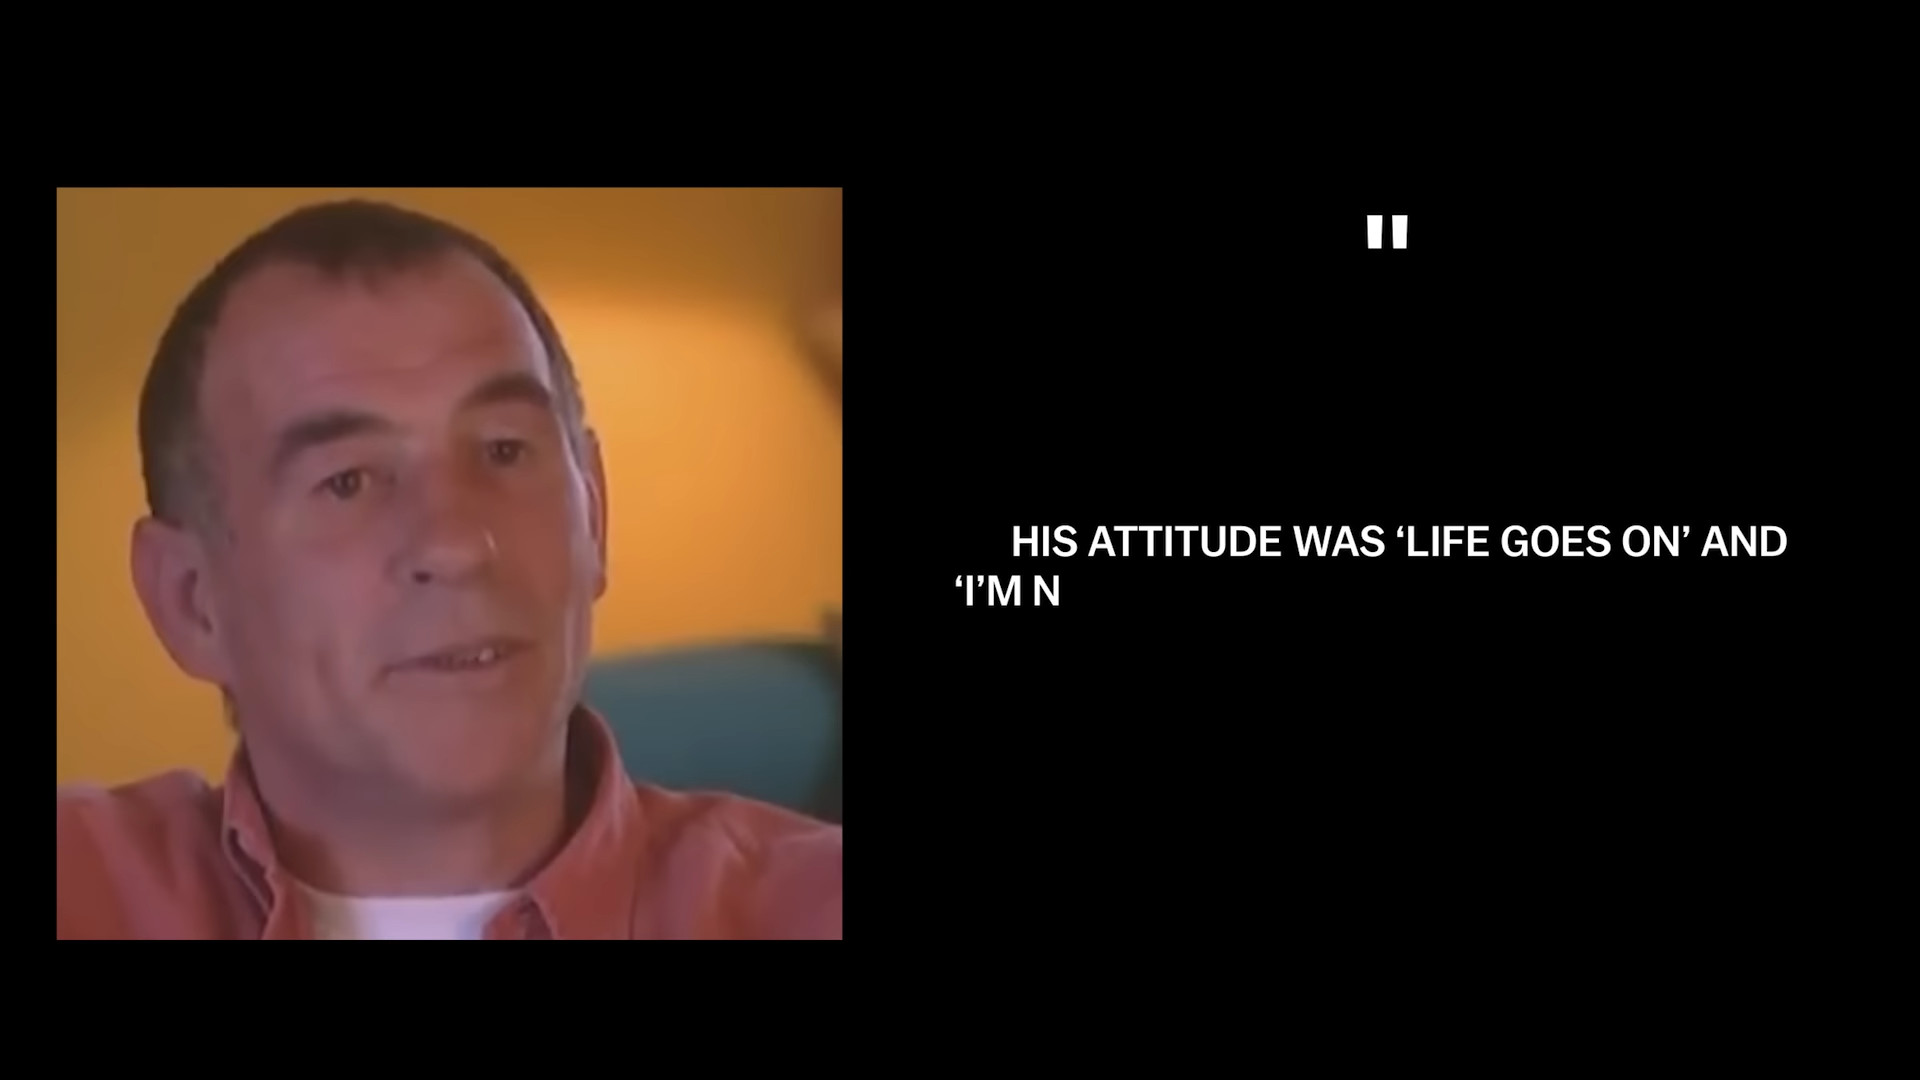 "
HIS ATTITUDE WAS ‘LIFE GOES ON’ AND
‘I’M N